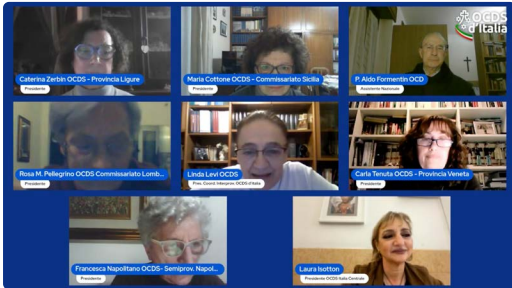 OCDS
d'Italia
Caterina Zerbin OCDS - Provincia Ligure
Presidente
Maria Cottone OCDS – Commissariato Sicilia
Presidente
P. Aldo Formentin OCD
Assistente Nazionale
Rosa M. Pellegrino OCDS Commissariato Lomb...
Presidente
Linda Levi OCDS
Pres. Coord. Interprov. OCDS d'Italia
Carla Tenuta OCDS - Provincia Veneta
Presidente
Francesca Napolitano OCDS- Semiprov. Napol...
Presidente
Laura Isotton
Presidente OCDS Italia Centrale